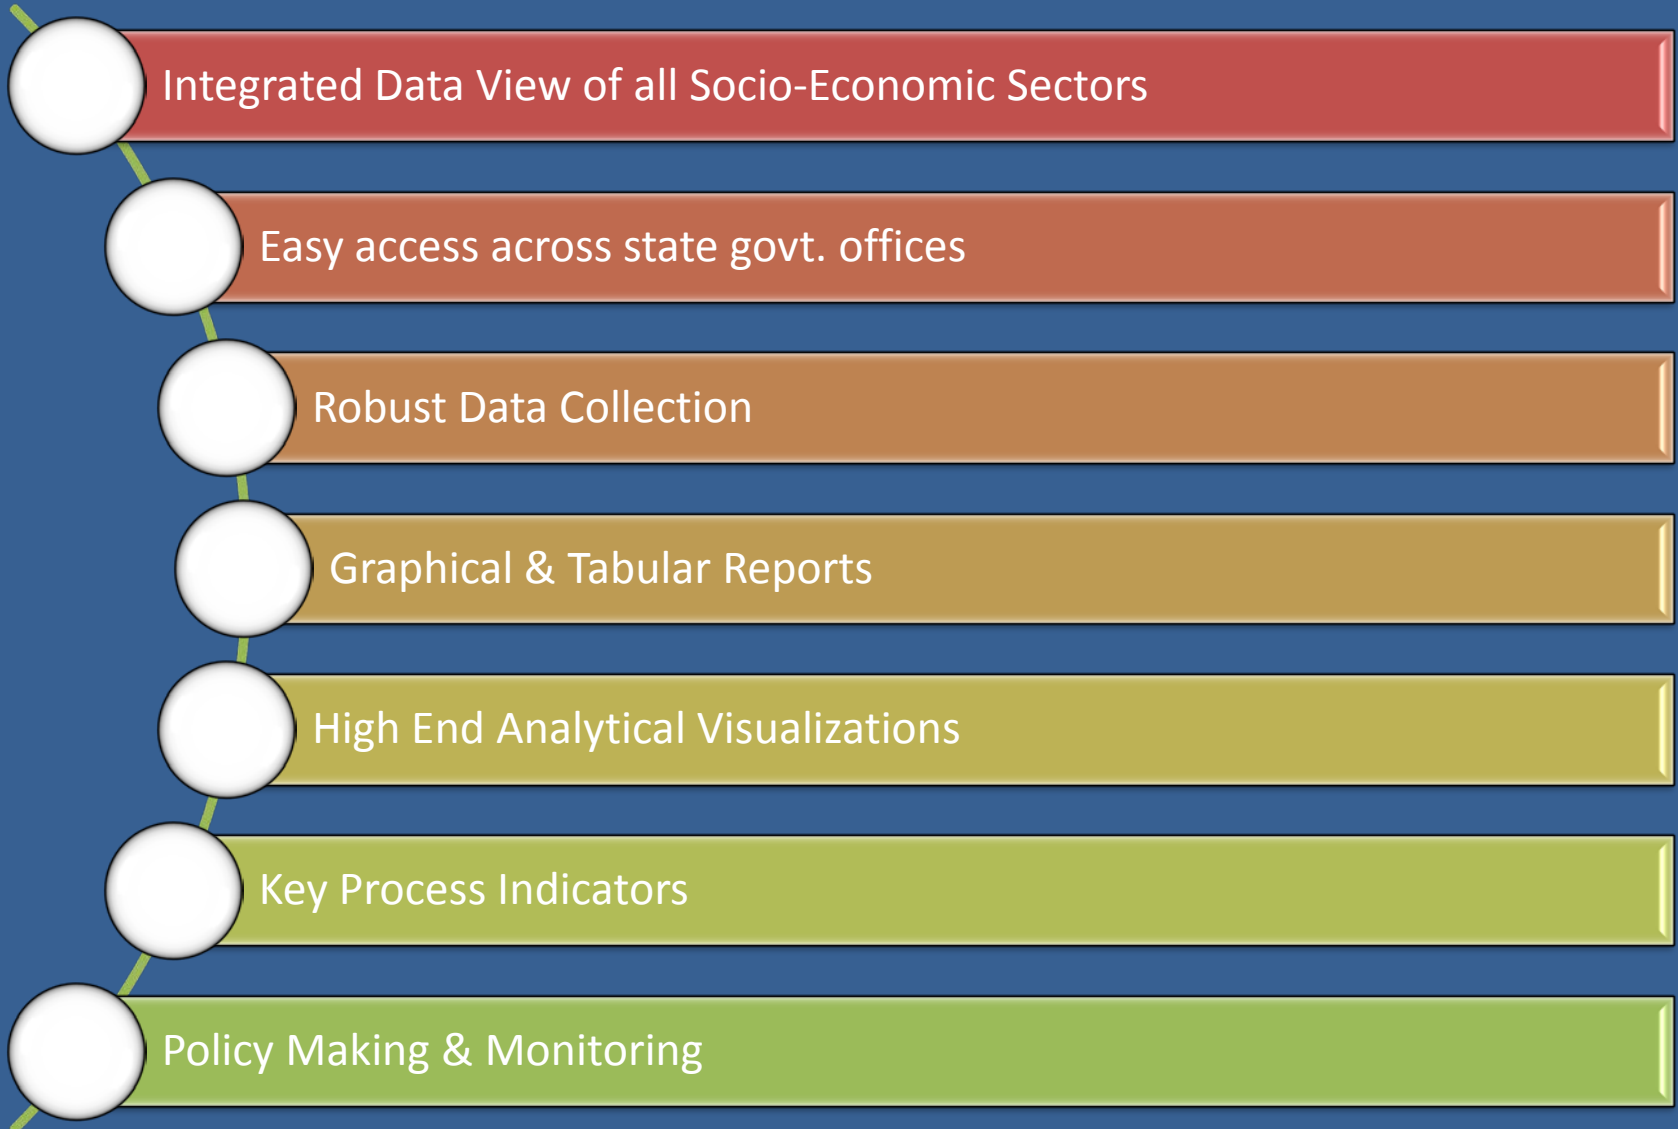 Integrated Data View of all Socio-Economic Sectors
Easy access across state govt. offices
Robust Data Collection
Graphical & Tabular Reports
High End Analytical Visualizations
Key Process Indicators
Policy Making & Monitoring